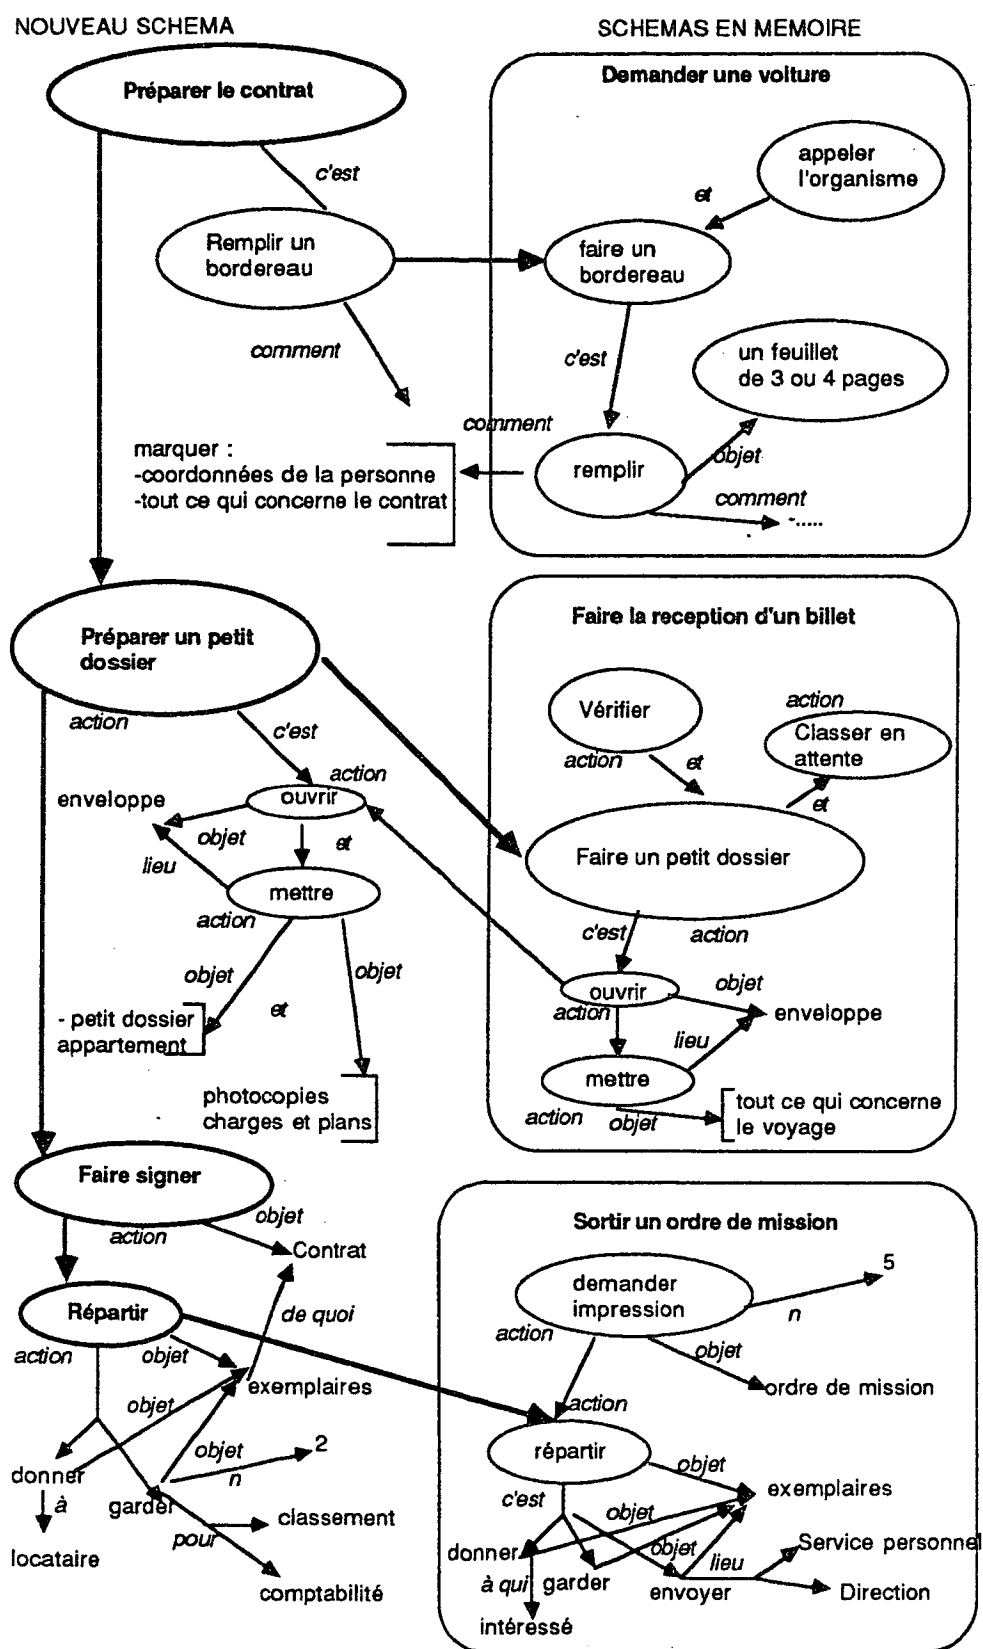 NOUVEAU SCHEMA
SCHEMAS EN MEMOIRE
Préparer le contrat
c'est
Remplir un
bordereau
comment
marquer :
-coordonnées de la personne
-tout ce qui concerne le contrat
Demander une voiture
appeler
l'organisme
et
faire un
bordereau
c'est
un feuillet
de 3 ou 4 pages
comment
remplir
objet
comment
-.....
Préparer un petit
dossier
action
c'est
action
ouvrir
enveloppe
objet
et
lieu
mettre
action
objet
objet
et
- petit dossier
appartement
photocopies
charges et plans
Faire la reception d'un billet
Vérifier
action
et
action
Classer en
attente
et
Faire un petit dossier
c'est
action
ouvrir
action
objet
enveloppe
lieu
mettre
action
objet
tout ce qui concerne
le voyage
Faire signer
action
objet
Contrat
de quoi
Répartir
action
objet
exemplaires
objet
objet
n
2
donner
à
locataire
garder
pour
classement
comptabilité
Sortir un ordre de mission
demander
impression
5
n
action
objet
ordre de mission
action
répartir
objet
exemplaires
c'est
objet
objet
lieu
donner
à qui
garder
envoyer
Service personnel
Direction
intéressé